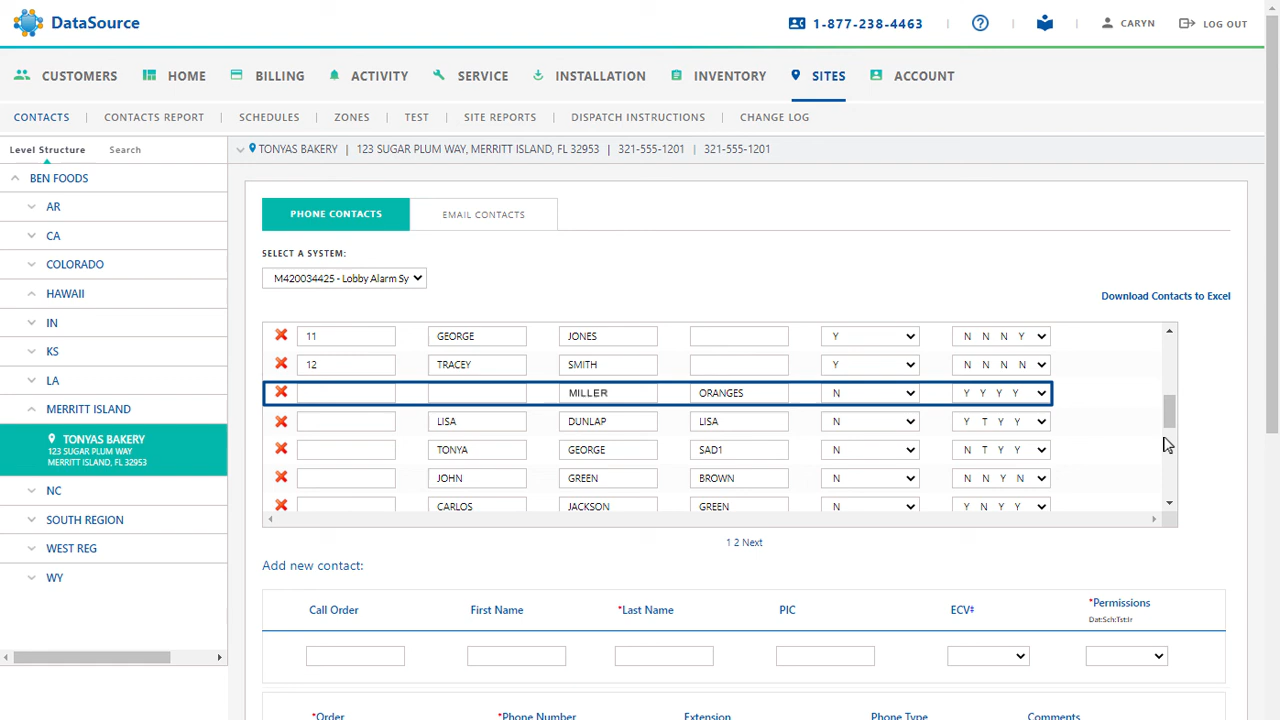 DataSource
1-877-238-4463 | | | CARYN LOG OUT
CUSTOMERS HOME BILLING ACTIVITY SERVICE INSTALLATION INVENTORY SITES ACCOUNT
CONTACTS | CONTACTS REPORT | SCHEDULES | ZONES | TEST | SITE REPORTS | DISPATCH INSTRUCTIONS | CHANGE LOG
Level Structure Search
TONYAS BAKERY | 123 SUGAR PLUM WAY, MERRITT ISLAND, FL 32953 | 321-555-1201 | 321-555-1201
BEN FOODS
AR
CA
COLORADO
HAWAII
IN
KS
LA
MERRITT ISLAND
TONYAS BAKERY
123 SUGAR PLUM WAY
MERRITT ISLAND, FL 32953
NC
SOUTH REGION
WEST REG
WY
PHONE CONTACTS EMAIL CONTACTS
SELECT A SYSTEM:
M420034425 - Lobby Alarm Sy
Download Contacts to Excel
11 GEORGE JONES Y N N N Y
12 TRACEY SMITH Y N N N N
MILLER ORANGES N Y Y Y Y
LISA DUNLAP LISA N Y T Y Y
TONYA GEORGE SAD1 N N T Y Y
JOHN GREEN BROWN N N N Y N
CARLOS JACKSON GREEN N Y N Y Y
1 2 Next
Add new contact:
Call Order First Name *Last Name PIC ECV‡ *Permissions
Dat:Sch:Tst:Ir
*Order *Phone Number Extension Phone Type Comments